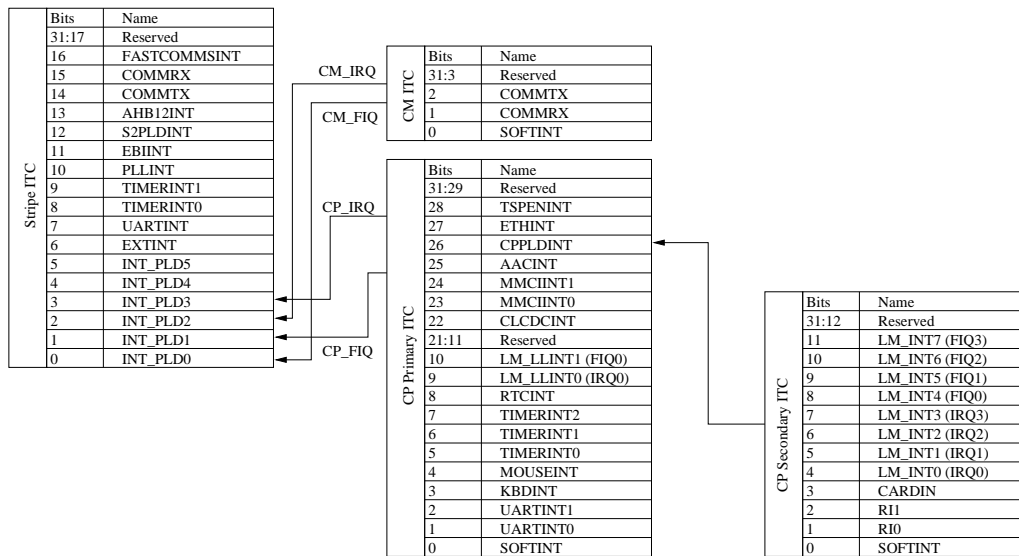 Stripe ITC
Bits Name
31:17 Reserved
16 FASTCOMMSINT
15 COMMRX
14 COMMTX
13 AHB12INT
12 S2PLDINT
11 EBIINT
10 PLLINT
9 TIMERINT1
8 TIMERINT0
7 UARTINT
6 EXTINT
5 INT_PLD5
4 INT_PLD4
3 INT_PLD3
2 INT_PLD2
1 INT_PLD1
0 INT_PLD0
CM_IRQ
CM_FIQ
CP_IRQ
CP_FIQ
CM ITC
Bits Name
31:3 Reserved
2 COMMTX
1 COMMRX
0 SOFTINT
CP Primary ITC
Bits Name
31:29 Reserved
28 TSPENINT
27 ETHINT
26 CPPLDINT
25 AACINT
24 MMCIINT1
23 MMCIINT0
22 CLCDCINT
21:11 Reserved
10 LM_LLINT1 (FIQ0)
9 LM_LLINT0 (IRQ0)
8 RTCINT
7 TIMERINT2
6 TIMERINT1
5 TIMERINT0
4 MOUSEINT
3 KBDINT
2 UARTINT1
1 UARTINT0
0 SOFTINT
CP Secondary ITC
Bits Name
31:12 Reserved
11 LM_INT7 (FIQ3)
10 LM_INT6 (FIQ2)
9 LM_INT5 (FIQ1)
8 LM_INT4 (FIQ0)
7 LM_INT3 (IRQ3)
6 LM_INT2 (IRQ2)
5 LM_INT1 (IRQ1)
4 LM_INT0 (IRQ0)
3 CARDIN
2 RI1
1 RI0
0 SOFTINT